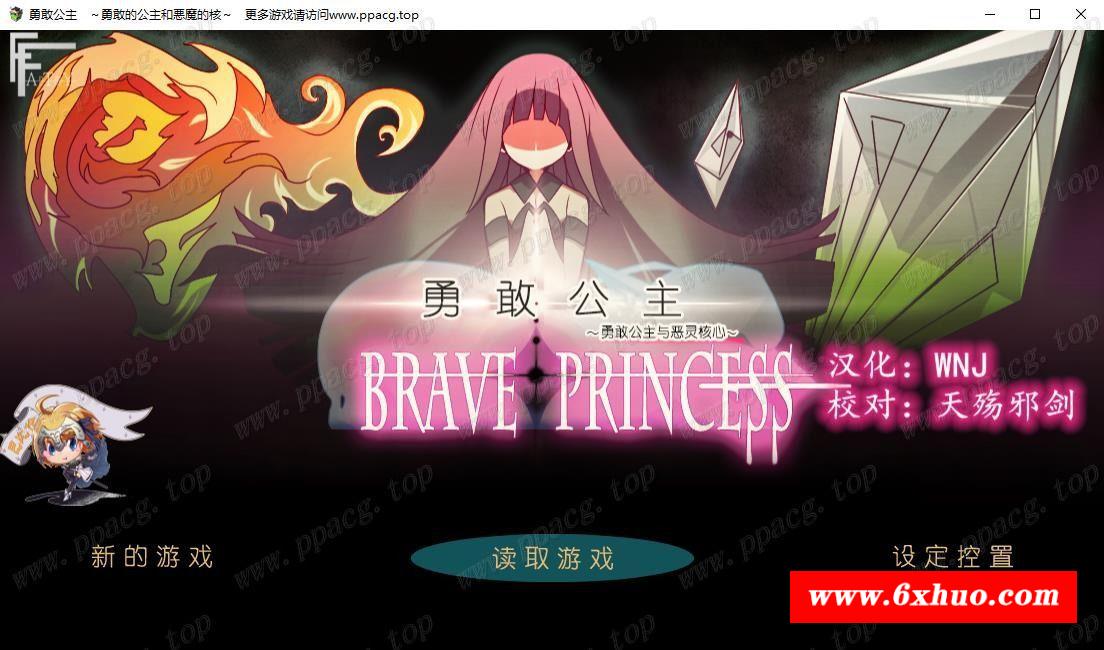 勇敢公主　～勇敢的公主和恶魔的核～　更多游戏请访问www.ppacg.top
勇敢公主
～勇敢公主与恶灵核心～
BRAVE PRINCESS
汉化：WNJ
校对：天殇邪剑
新的游戏
读取游戏
设定控置
www.6xhuo.com
www.ppacg.top